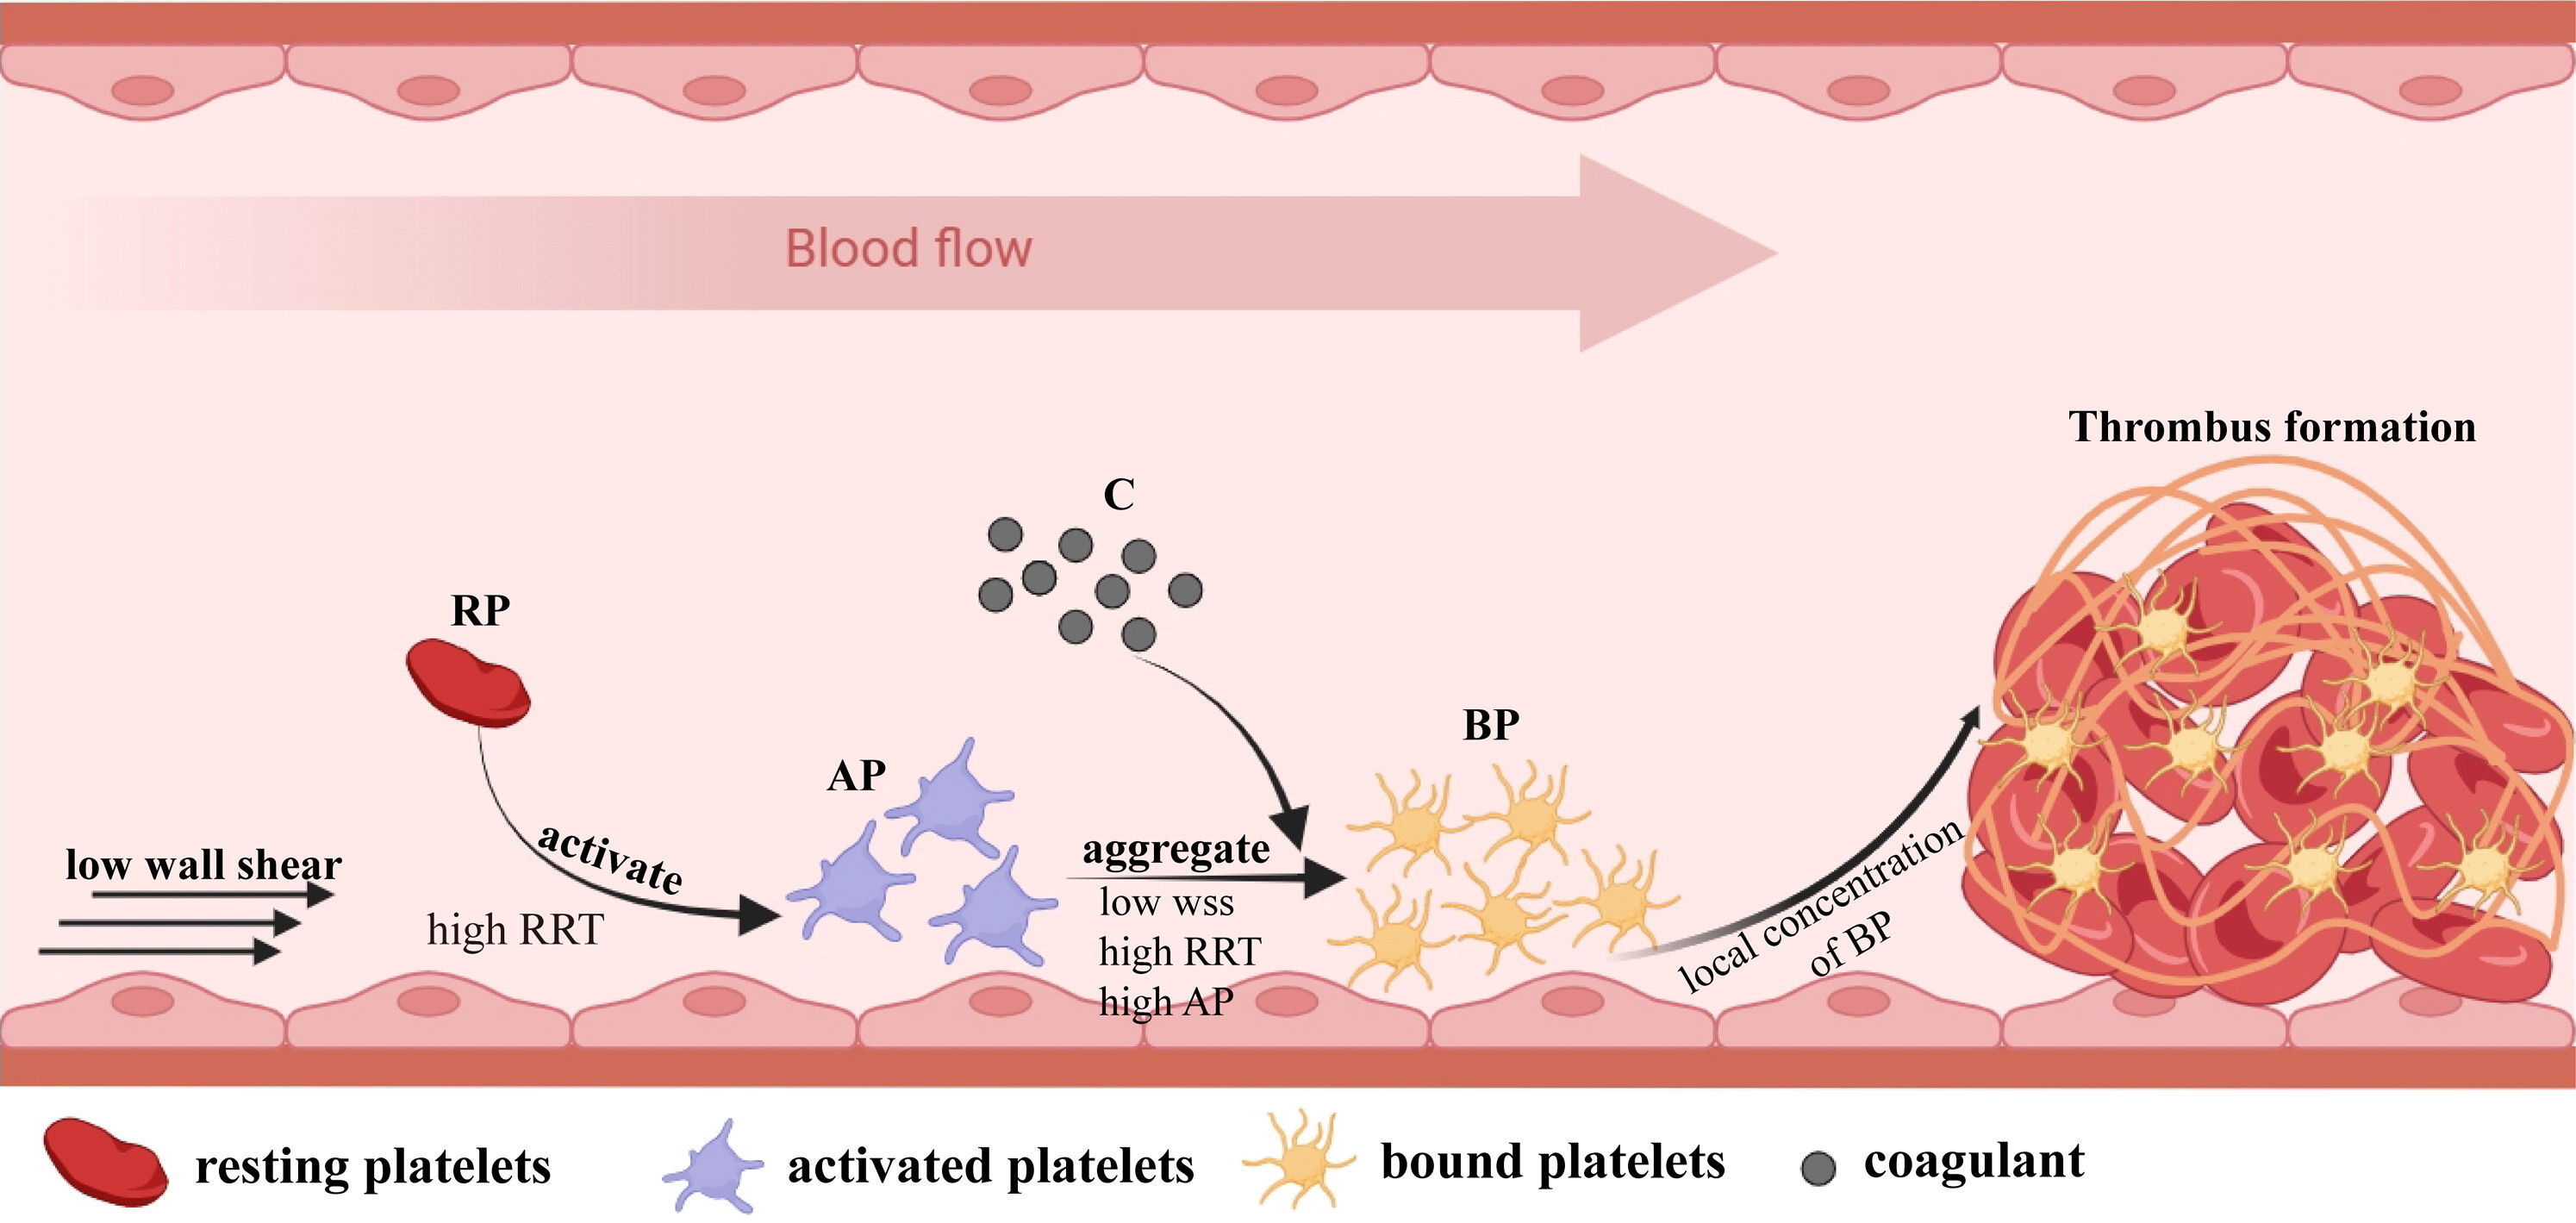 Blood flow
Thrombus formation
C
RP
BP
AP
activate
aggregate
low wall shear
low wss
high RRT
high RRT
high AP
local concentration
of BP
resting platelets
activated platelets
bound platelets
coagulant